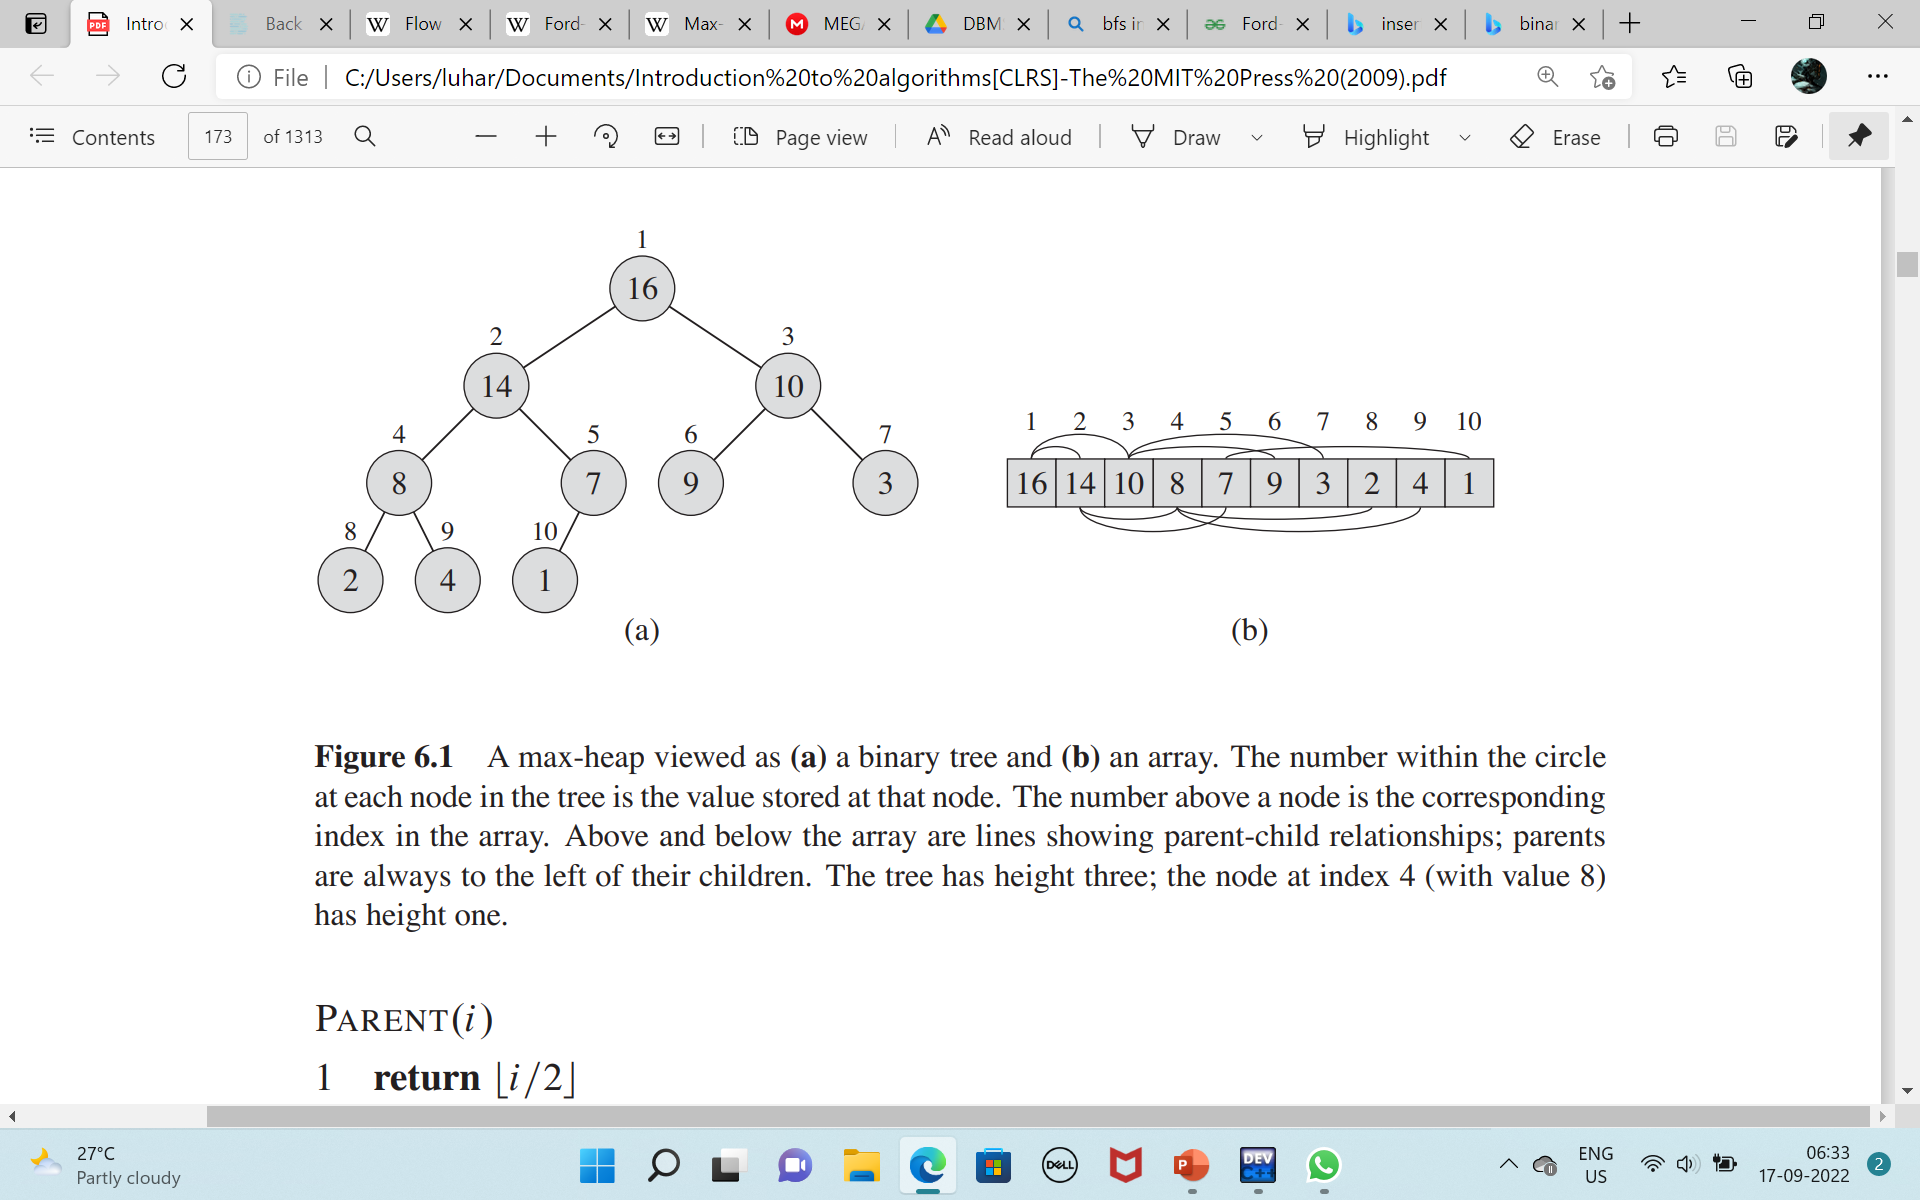 Intro
Back
Flow
Ford-
Max-
MEGA
DBM
bfs in
Ford-
inser
binar
File
C:/Users/luhar/Documents/Introduction%20to%20algorithms[CLRS]-The%20MIT%20Press%20(2009).pdf
Contents
173
of 1313
Page view
Read aloud
Draw
Highlight
Erase
1
16
2
3
14
10
4
5
6
7
8
7
9
3
8
9
10
2
4
1
(a)
1 2 3 4 5 6 7 8 9 10
16 14 10 8 7 9 3 2 4 1
(b)
Figure 6.1 A max-heap viewed as (a) a binary tree and (b) an array. The number within the circle
at each node in the tree is the value stored at that node. The number above a node is the corresponding
index in the array. Above and below the array are lines showing parent-child relationships; parents
are always to the left of their children. The tree has height three; the node at index 4 (with value 8)
has height one.
PARENT(i)
1 return ⌊i/2⌋
27°C
Partly cloudy
DELL
DEV
C++
ENG
US
06:33
17-09-2022
2